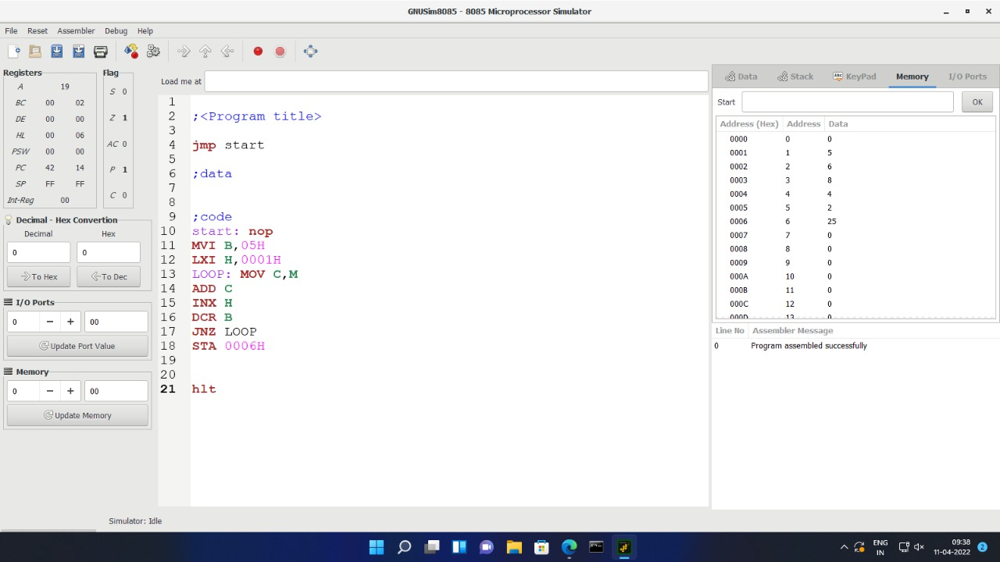 GNUSim8085 - 8085 Microprocessor Simulator
File Reset Assembler Debug Help
Registers
A 19
BC 00 02
DE 00 00
HL 00 06
PSW 00 00
PC 42 14
SP FF FF
Int-Reg 00
Flag
S 0
Z 1
AC 0
P 1
C 0
Decimal - Hex Convertion
Decimal Hex
0 0
To Hex To Dec
I/O Ports
0 − + 00
Update Port Value
Memory
0 − + 00
Update Memory
Load me at
1
2 ;<Program title>
3
4 jmp start
5
6 ;data
7
8
9 ;code
10 start: nop
11 MVI B,05H
12 LXI H,0001H
13 LOOP: MOV C,M
14 ADD C
15 INX H
16 DCR B
17 JNZ LOOP
18 STA 0006H
19
20
21 hlt
Data Stack KeyPad Memory I/O Ports
Start OK
Address (Hex) Address Data
0000 0 0
0001 1 5
0002 2 6
0003 3 8
0004 4 4
0005 5 2
0006 6 25
0007 7 0
0008 8 0
0009 9 0
000A 10 0
000B 11 0
000C 12 0
000D 13 0
Line No Assembler Message
0 Program assembled successfully
Simulator: Idle
ENG
IN
09:38
11-04-2022
2